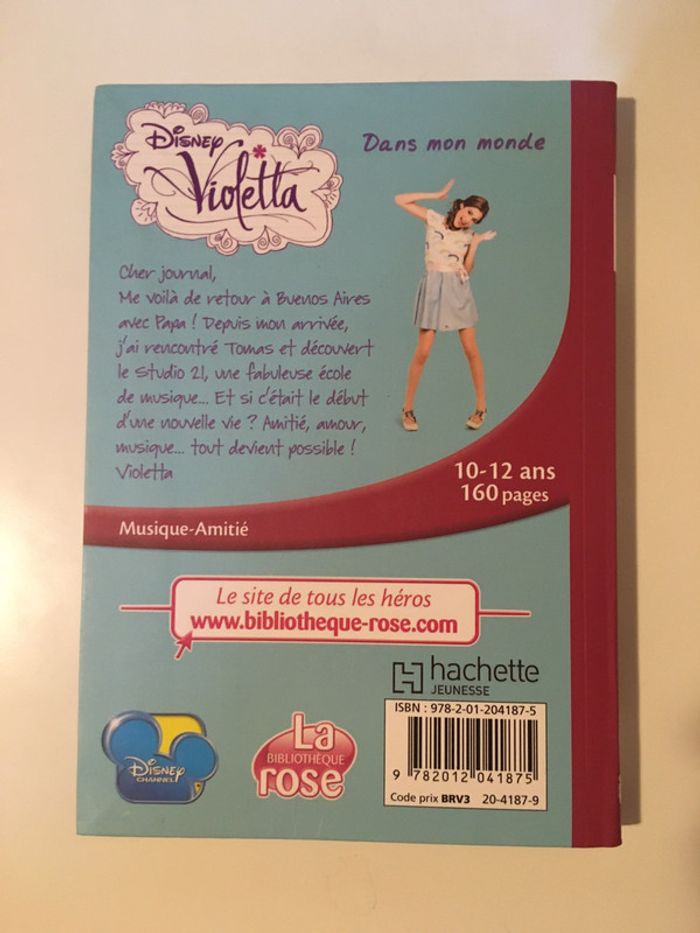 Disney
Violetta
Dans mon monde
Cher journal,
Me voilà de retour à Buenos Aires
avec Papa ! Depuis mon arrivée,
j'ai rencontré Tomas et découvert
le Studio 21, une fabuleuse école
de musique... Et si c'était le début
d'une nouvelle vie ? Amitié, amour,
musique... tout devient possible !
Violetta
10-12 ans
160 pages
Musique-Amitié
Le site de tous les héros
www.bibliotheque-rose.com
hachette
JEUNESSE
ISBN : 978-2-01-204187-5
9 782012 041875
Code prix BRV3 20-4187-9
Disney
CHANNEL
La
BIBLIOTHÈQUE
rose